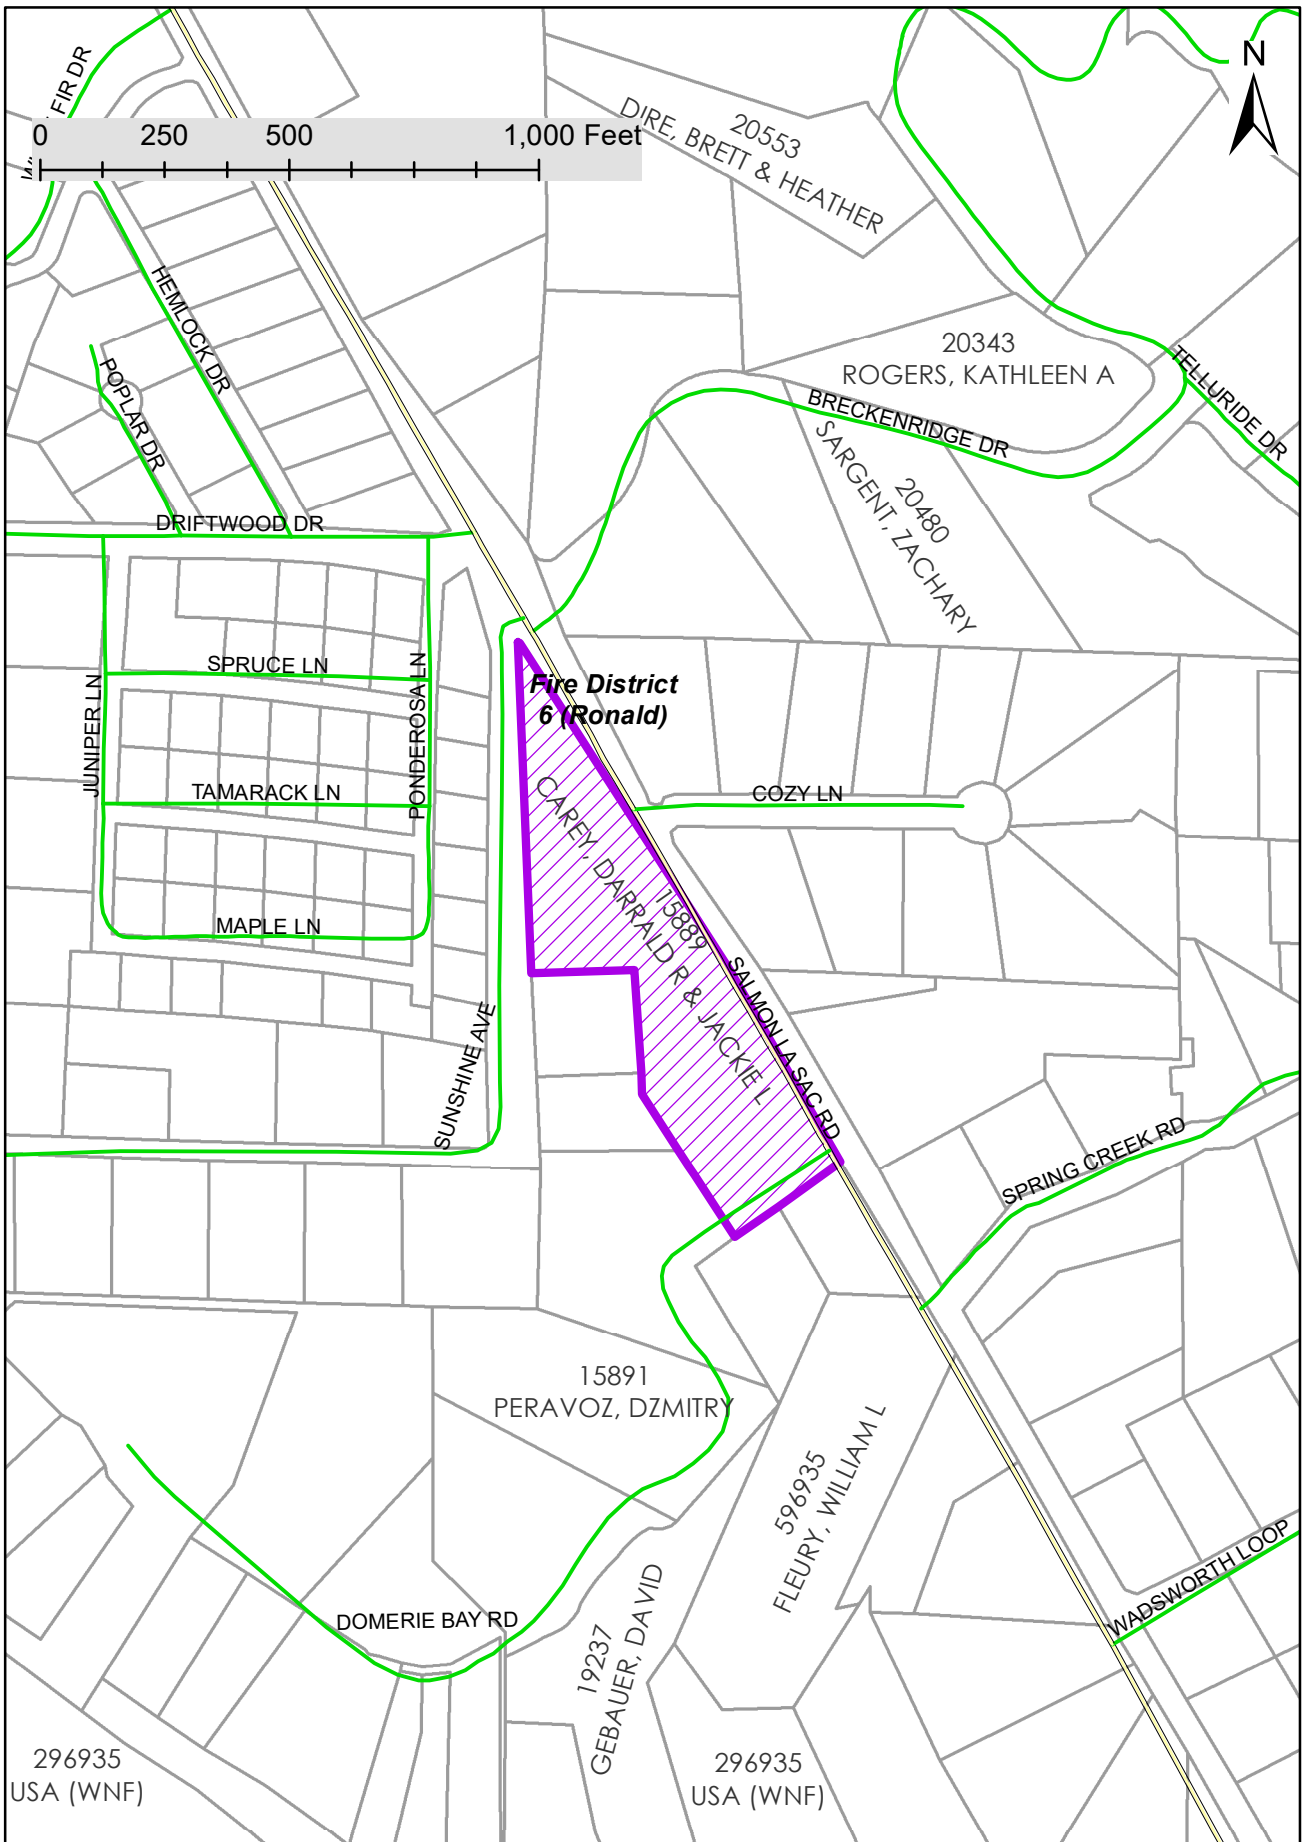 N
FIR DR
0 250 500 1,000 Feet
20553
DIRE, BRETT & HEATHER
HEMLOCK DR
POPLAR DR
20343
ROGERS, KATHLEEN A
TELLURIDE DR
BRECKENRIDGE DR
20480
SARGENT, ZACHARY
DRIFTWOOD DR
SPRUCE LN
JUNIPER LN
PONDEROSA LN
Fire District
6 (Ronald)
TAMARACK LN
COZY LN
15889
CAREY, DARRALD R & JACKIE L
MAPLE LN
SALMON LA SAC RD
SUNSHINE AVE
SPRING CREEK RD
15891
PERAVOZ, DZMITRY
596935
FLEURY, WILLIAM L
WADSWORTH LOOP
DOMERIE BAY RD
19237
GEBAUER, DAVID
296935
USA (WNF)
296935
USA (WNF)